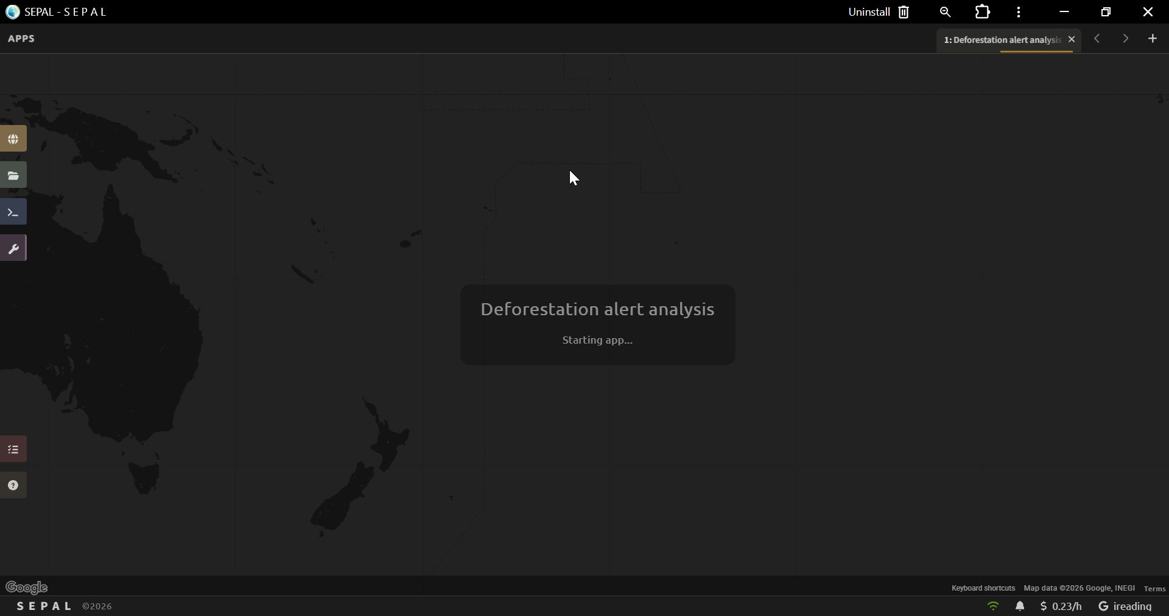 SEPAL - S E P A L
Uninstall
APPS
1: Deforestation alert analysis
Deforestation alert analysis
Starting app...
Google
Keyboard shortcuts
Map data ©2026 Google, INEGI
Terms
S E P A L
©2026
$ 0.23/h
G ireading